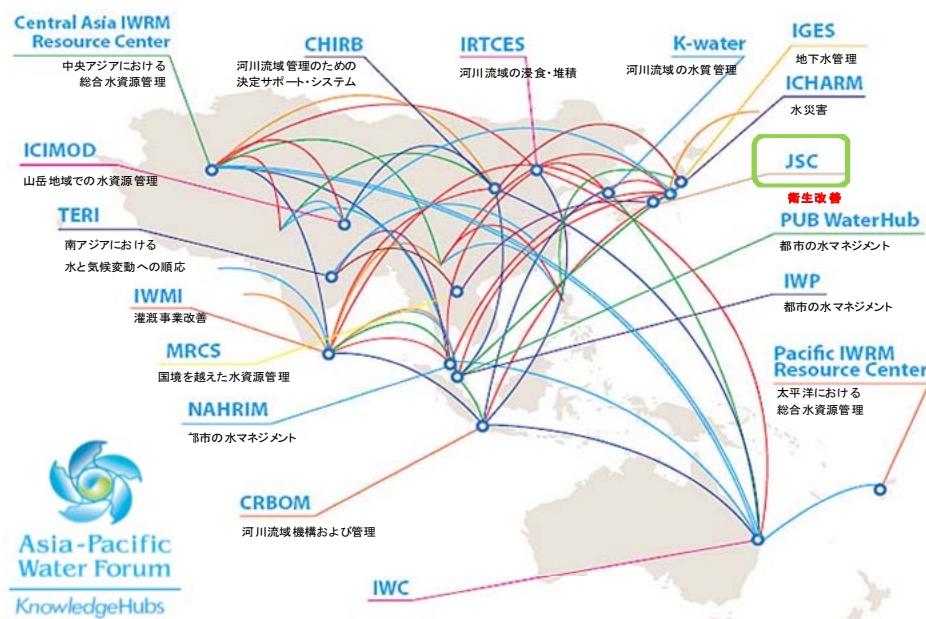 Central Asia IWRM
Resource Center
中央アジアにおける
総合水資源管理
CHIRB
河川流域管理のための
決定サポート・システム
IRTCES
河川流域の浸食・堆積
K-water
河川流域の水質管理
IGES
地下水管理
ICHARM
水災害
JSC
衛生改善
ICIMOD
山岳地域での水資源管理
TERI
南アジアにおける
水と気候変動への順応
IWMI
灌漑事業改善
MRCS
国境を越えた水資源管理
NAHRIM
都市の水マネジメント
PUB WaterHub
都市の水マネジメント
IWP
都市の水マネジメント
Pacific IWRM
Resource Center
太平洋における
総合水資源管理
CRBOM
河川流域機構および管理
IWC
Asia-Pacific
Water Forum
KnowledgeHubs